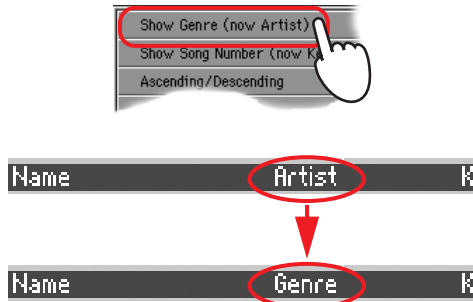 Show Genre (now Artist)
Show Song Number (now K
Ascending/Descending
Name Artist K
Name Genre K